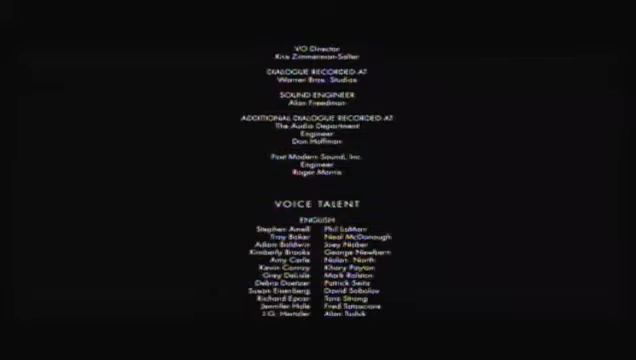 VO Director
Kris Zimmerman-Salter
DIALOGUE RECORDED AT
Warner Bros. Studios
SOUND ENGINEER
Allen Freedman
ADDITIONAL DIALOGUE RECORDED AT
The Audio Department
Engineer
Dan Hoffman
Post Modern Sound, Inc.
Engineer
Roger Morris
VOICE TALENT
ENGLISH
Stephen Amell Phil LaMarr
Troy Baker Neal McDonough
Adam Baldwin Joey Naber
Kimberly Brooks George Newbern
Amy Carle Nolan North
Kevin Conroy Khary Payton
Grey DeLisle Mark Rolston
Debra Patrick Seitz
Susan Eisenberg David Sobolov
Richard Epcar Tara Strong
Jennifer Hale Fred Tatasciore
J.G. Hertzler Alan Tudyk